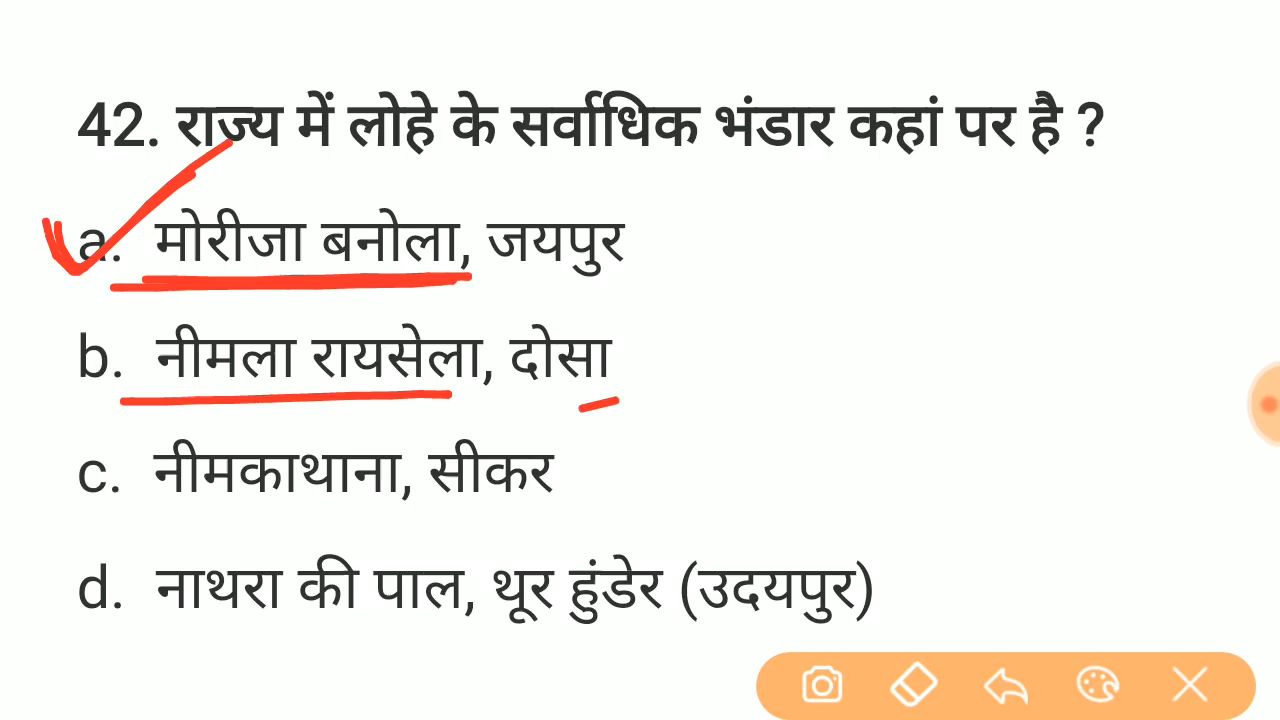 42. राज्य में लोहे के सर्वाधिक भंडार कहां पर है ?
a. मोरीजा बनोला, जयपुर
b. नीमला रायसेला, दोसा
c. नीमकाथाना, सीकर
d. नाथरा की पाल, थूर हुंडेर (उदयपुर)